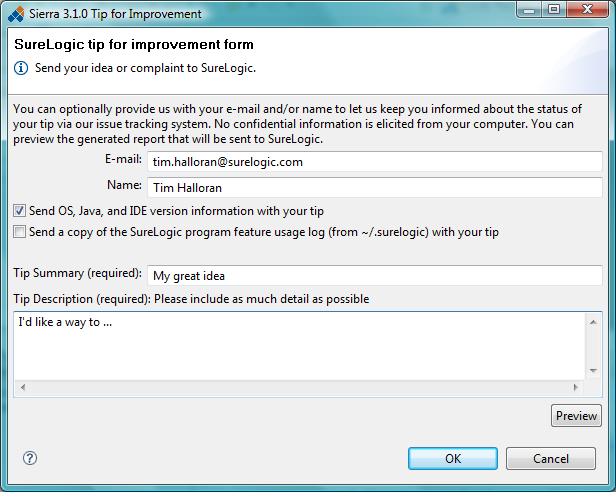 Sierra 3.1.0 Tip for Improvement
SureLogic tip for improvement form
Send your idea or complaint to SureLogic.
You can optionally provide us with your e-mail and/or name to let us keep you informed about the status of
your tip via our issue tracking system. No confidential information is elicited from your computer. You can
preview the generated report that will be sent to SureLogic.
E-mail: tim.halloran@surelogic.com
Name: Tim Halloran
Send OS, Java, and IDE version information with your tip
Send a copy of the SureLogic program feature usage log (from ~/.surelogic) with your tip
Tip Summary (required): My great idea
Tip Description (required): Please include as much detail as possible
I'd like a way to ...
Preview
OK Cancel